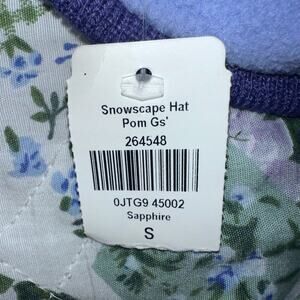 Snowscape Hat
Pom Gs'
264548
0JTG9 45002
Sapphire
S